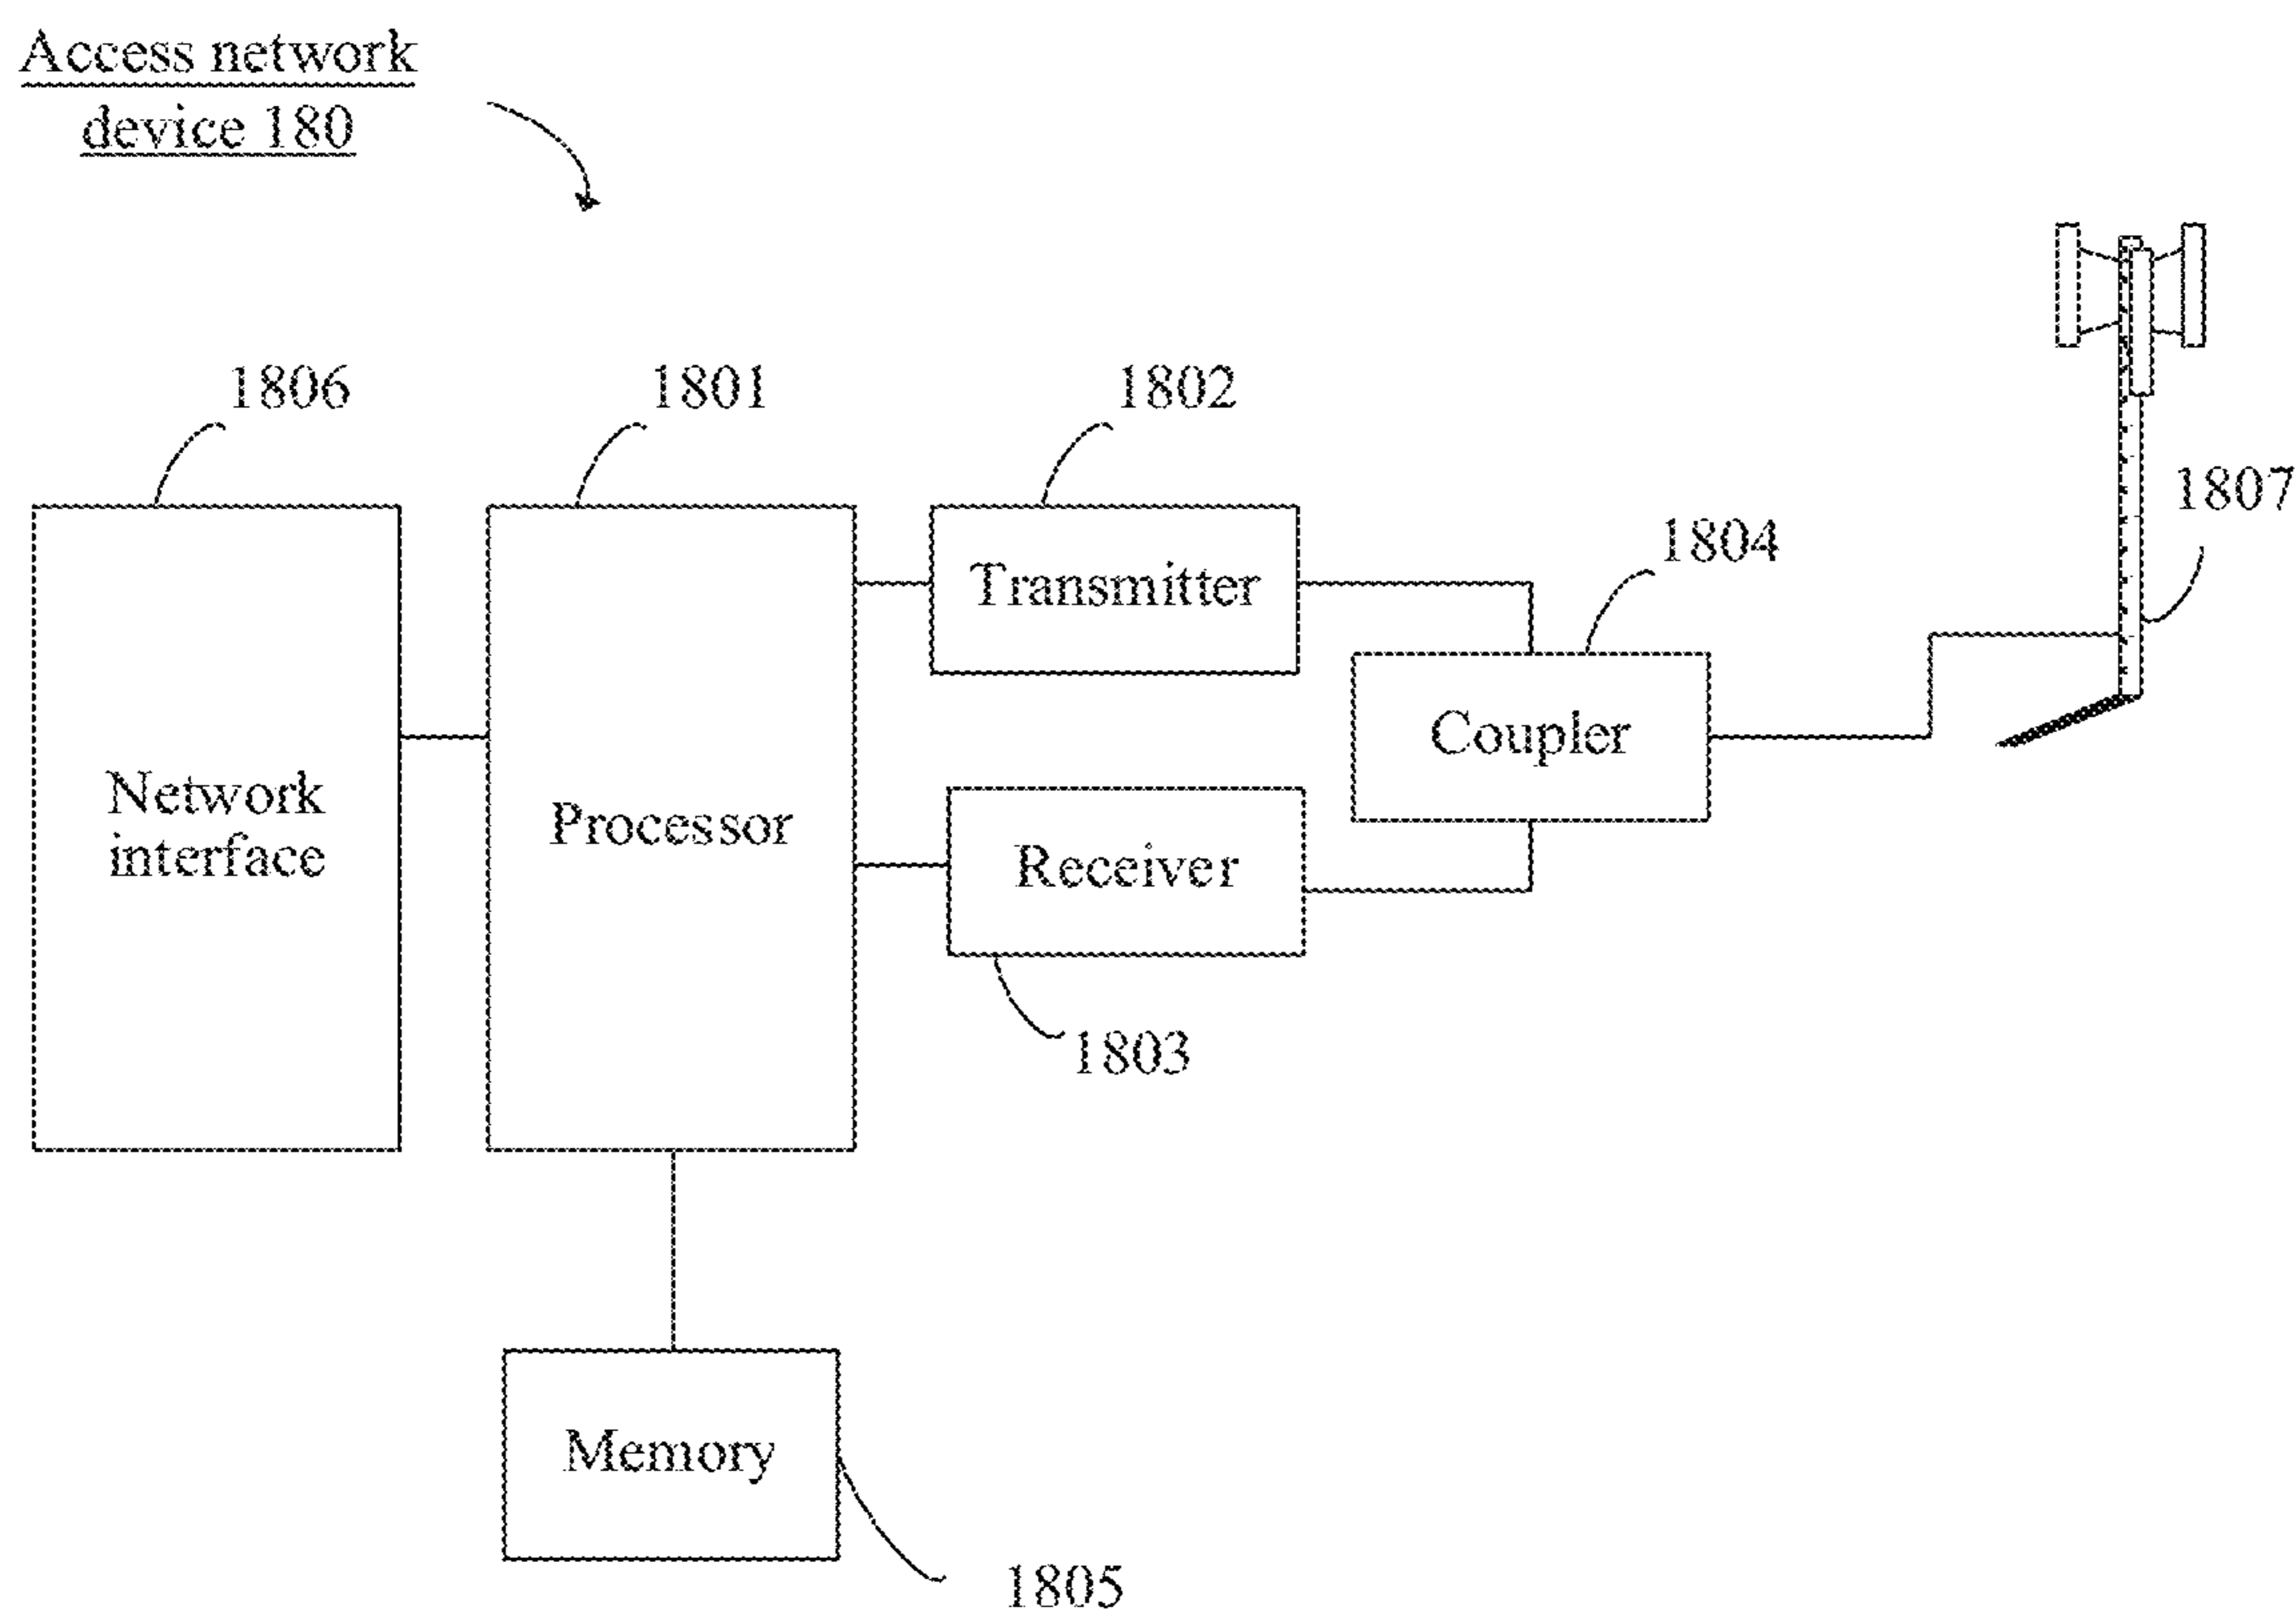 Access network
device 180
1806
1801
1802
1804
1807
Transmitter
Coupler
Network
interface
Processor
Receiver
1803
Memory
1805